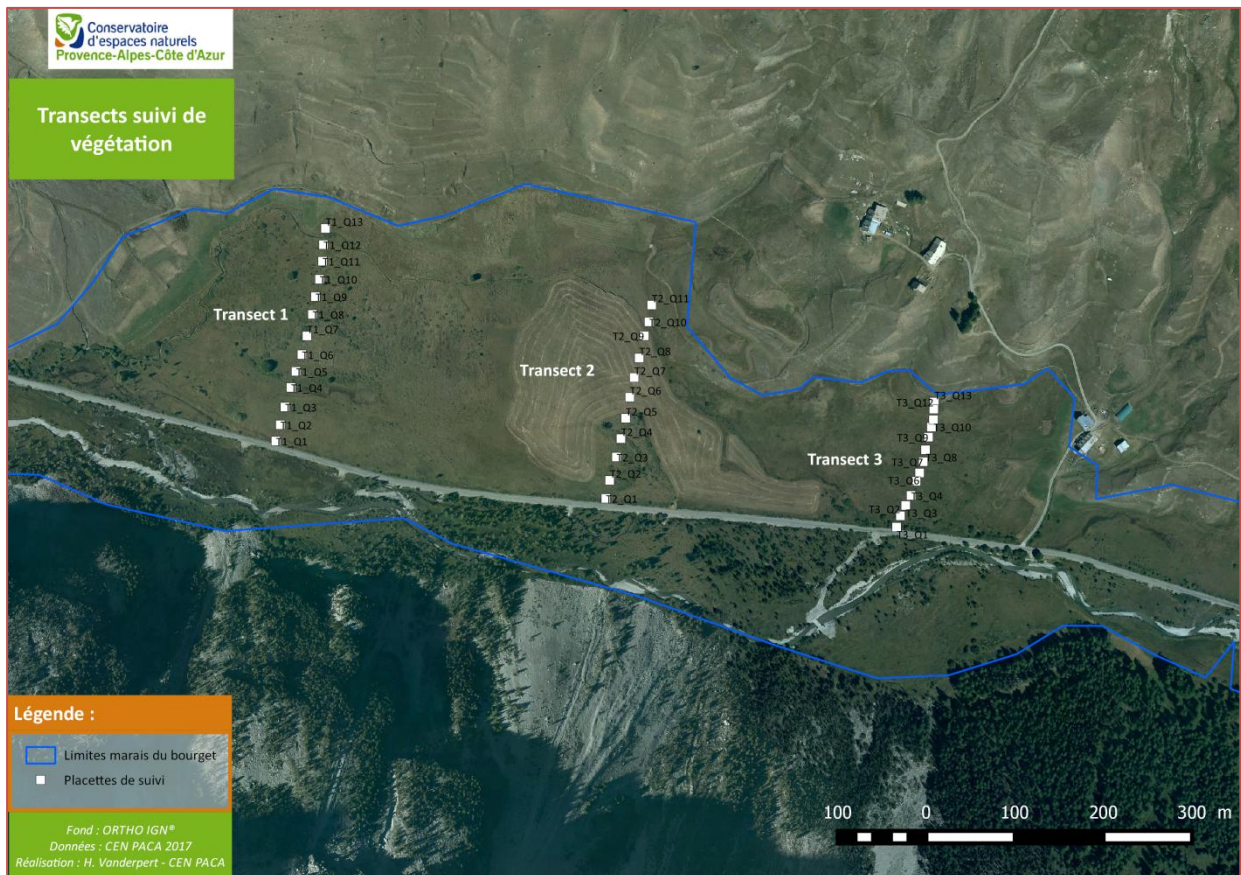 Conservatoire
d'espaces naturels
Provence-Alpes-Côte d'Azur
Transects suivi de
végétation
T1_Q13
T1_Q12
T1_Q11
T1_Q10
T1_Q9
Transect 1
T1_Q8
T1_Q7
T1_Q6
T1_Q5
T1_Q4
T1_Q3
T1_Q2
T1_Q1
T2_Q11
T2_Q10
T2_Q9
T2_Q8
Transect 2
T2_Q7
T2_Q6
T2_Q5
T2_Q4
T2_Q3
T2_Q2
T2_Q1
T3_Q13
T3_Q12
T3_Q10
T3_Q9
Transect 3
T3_Q8
T3_Q7
T3_Q6
T3_Q4
T3_Q2
T3_Q3
T3_Q1
Légende :
Limites marais du bourget
Placettes de suivi
Fond : ORTHO IGN®
Données : CEN PACA 2017
Réalisation : H. Vanderpert - CEN PACA
100 0 100 200 300 m